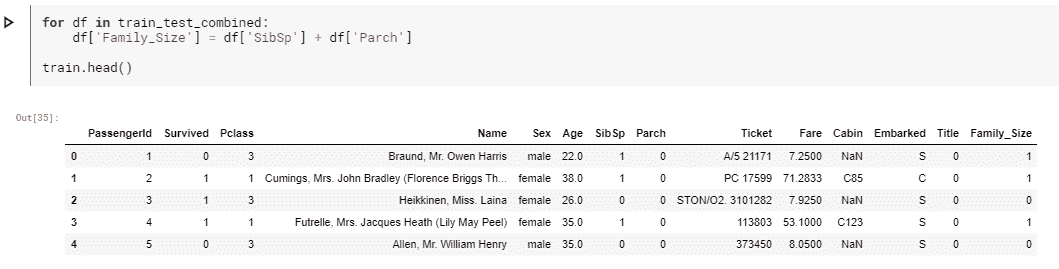 for df in train_test_combined:
    df['Family_Size'] = df['SibSp'] + df['Parch']
train.head()
Out[35]:
PassengerId Survived Pclass Name Sex Age SibSp Parch Ticket Fare Cabin Embarked Title Family_Size
0 1 0 3 Braund, Mr. Owen Harris male 22.0 1 0 A/5 21171 7.2500 NaN S 0 1
1 2 1 1 Cumings, Mrs. John Bradley (Florence Briggs Th... female 38.0 1 0 PC 17599 71.2833 C85 C 0 1
2 3 1 3 Heikkinen, Miss. Laina female 26.0 0 0 STON/O2. 3101282 7.9250 NaN S 0 0
3 4 1 1 Futrelle, Mrs. Jacques Heath (Lily May Peel) female 35.0 1 0 113803 53.1000 C123 S 0 1
4 5 0 3 Allen, Mr. William Henry male 35.0 0 0 373450 8.0500 NaN S 0 0